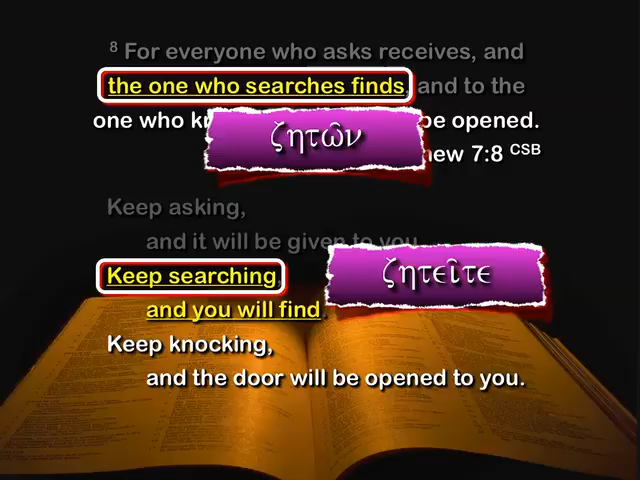 8 For everyone who asks receives, and
the one who searches finds, and to the
one who be opened.
ζητῶν
7:8 CSB
Keep asking,
and it will be given to you
Keep searching,
ζητεῖτε
and you will find.
Keep knocking,
and the door will be opened to you.